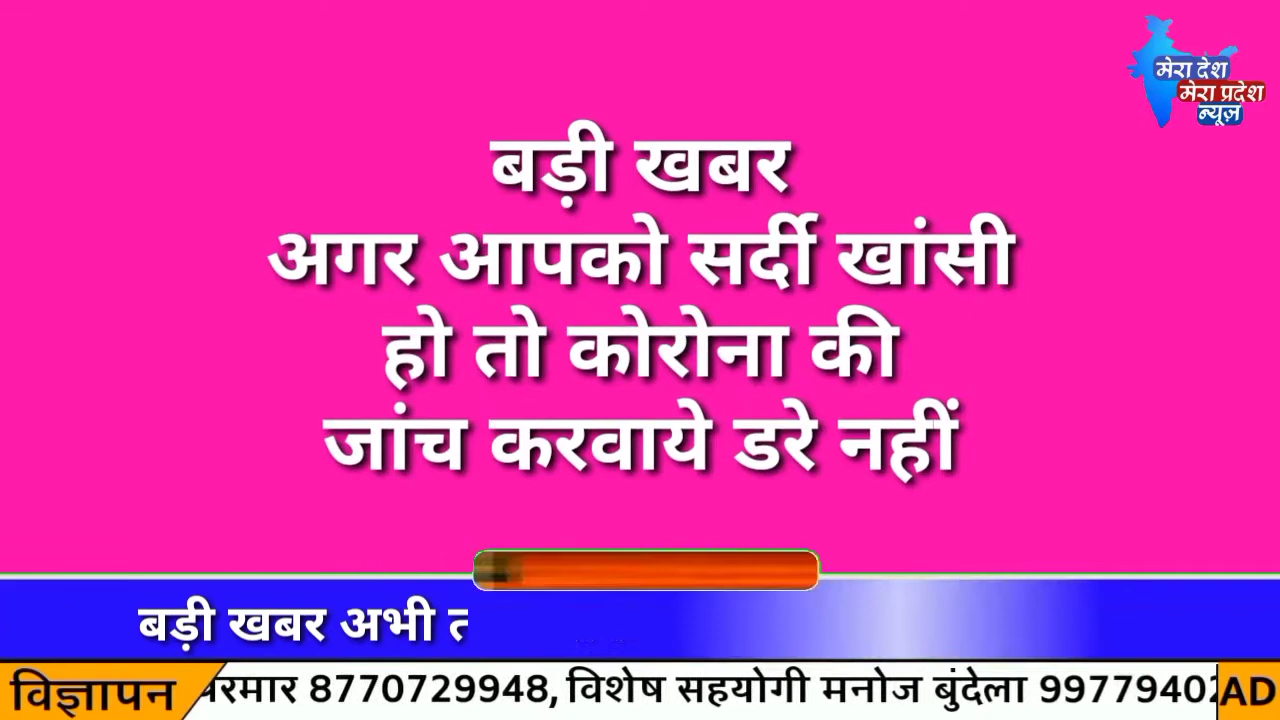 मेरा देश
मेरा प्रदेश
न्यूज़
बड़ी खबर
अगर आपको सर्दी खांसी
हो तो कोरोना की
जांच करवाये डरे नहीं
बड़ी खबर अभी
विज्ञापन
8770729948, विशेष सहयोगी मनोज बुंदेला
AD